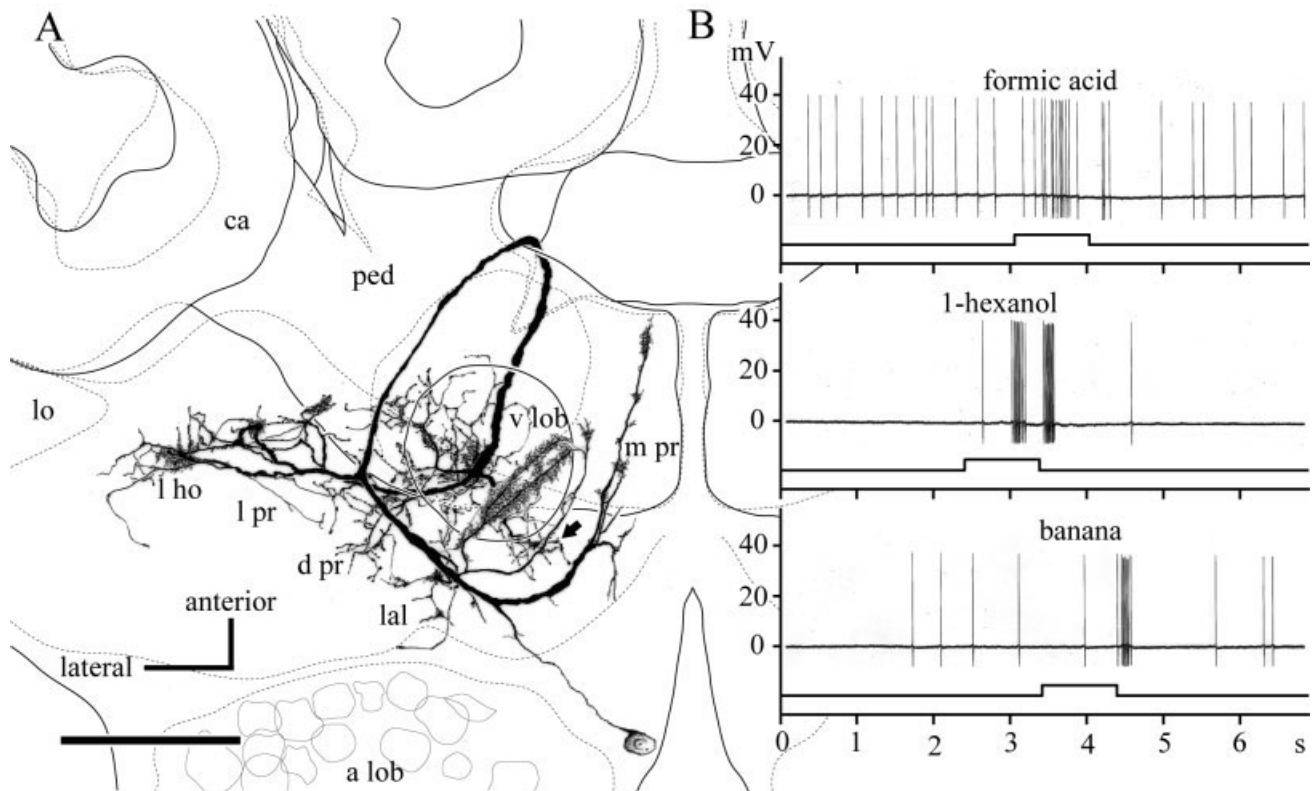 A
ca
ped
lo
v lob
m pr
l ho
l pr
d pr
lal
anterior
lateral
a lob
B
mV
formic acid
40
20
0
1-hexanol
40
20
0
banana
40
20
0
0 1 2 3 4 5 6 s